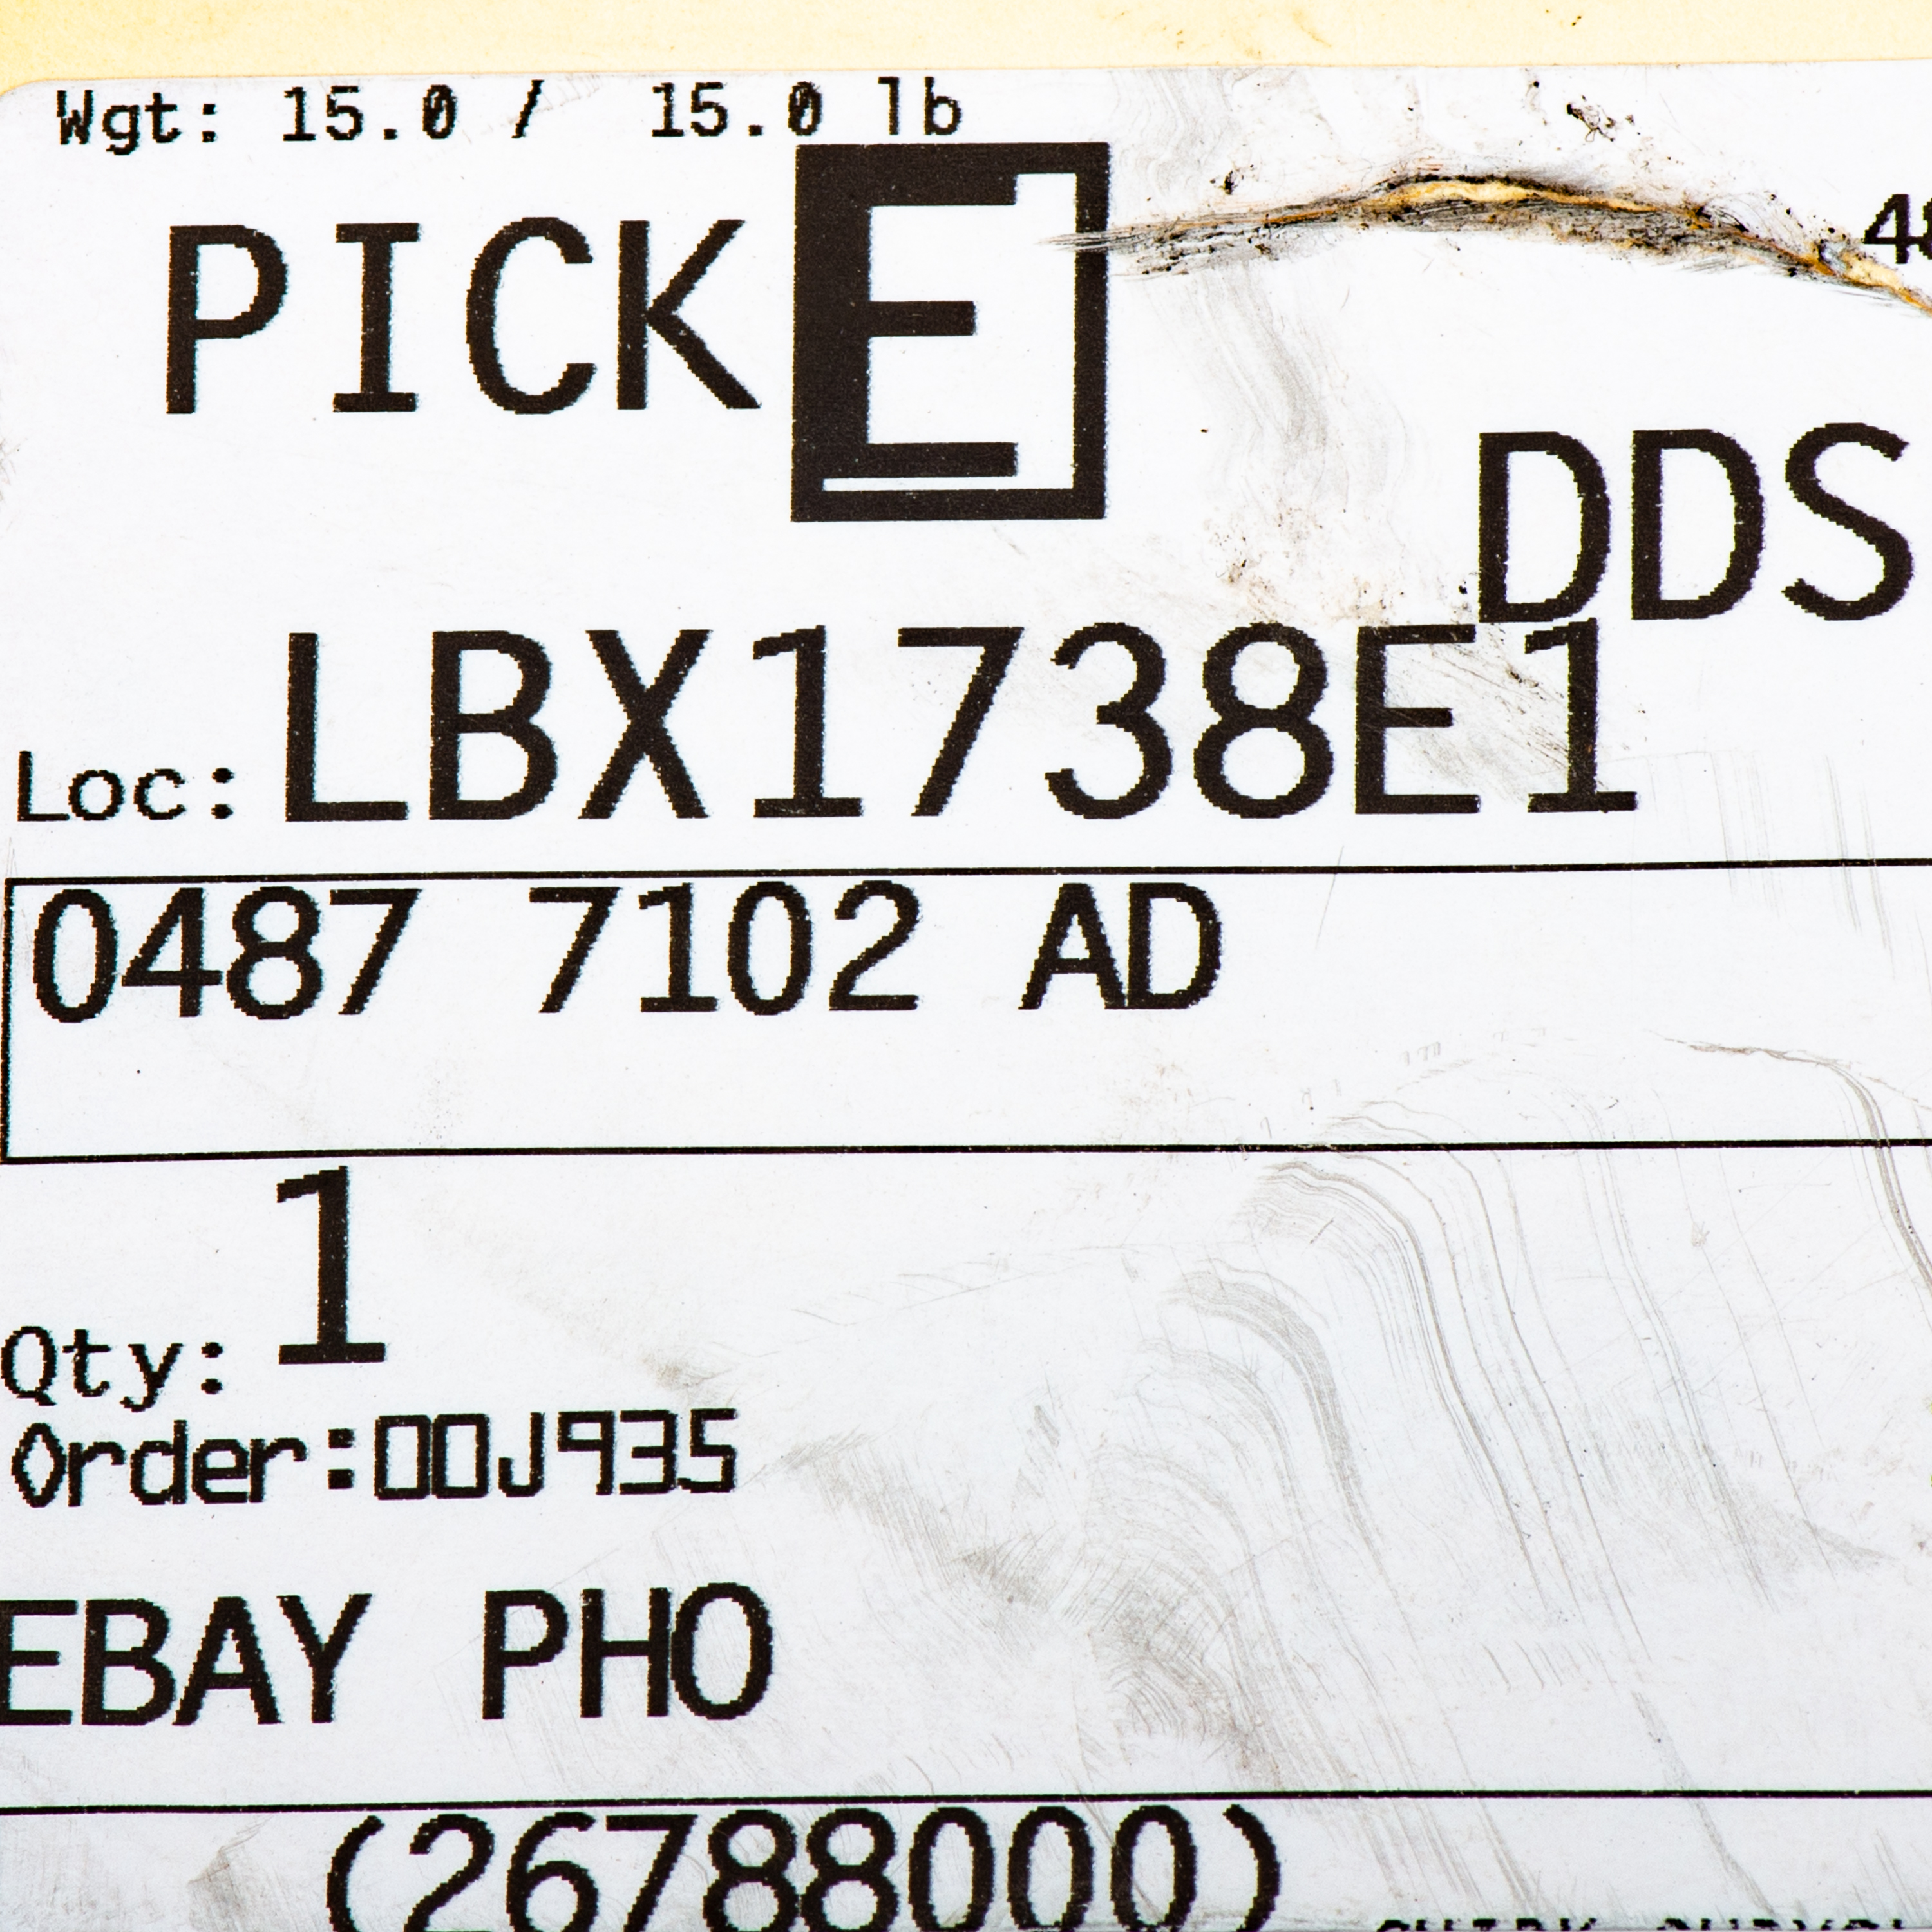 Wgt: 15.0 / 15.0 lb
PICK E
DDS
Loc: LBX1738E1
0487 7102 AD
Qty: 1
Order:00J935
EBAY PHO
(26788000)